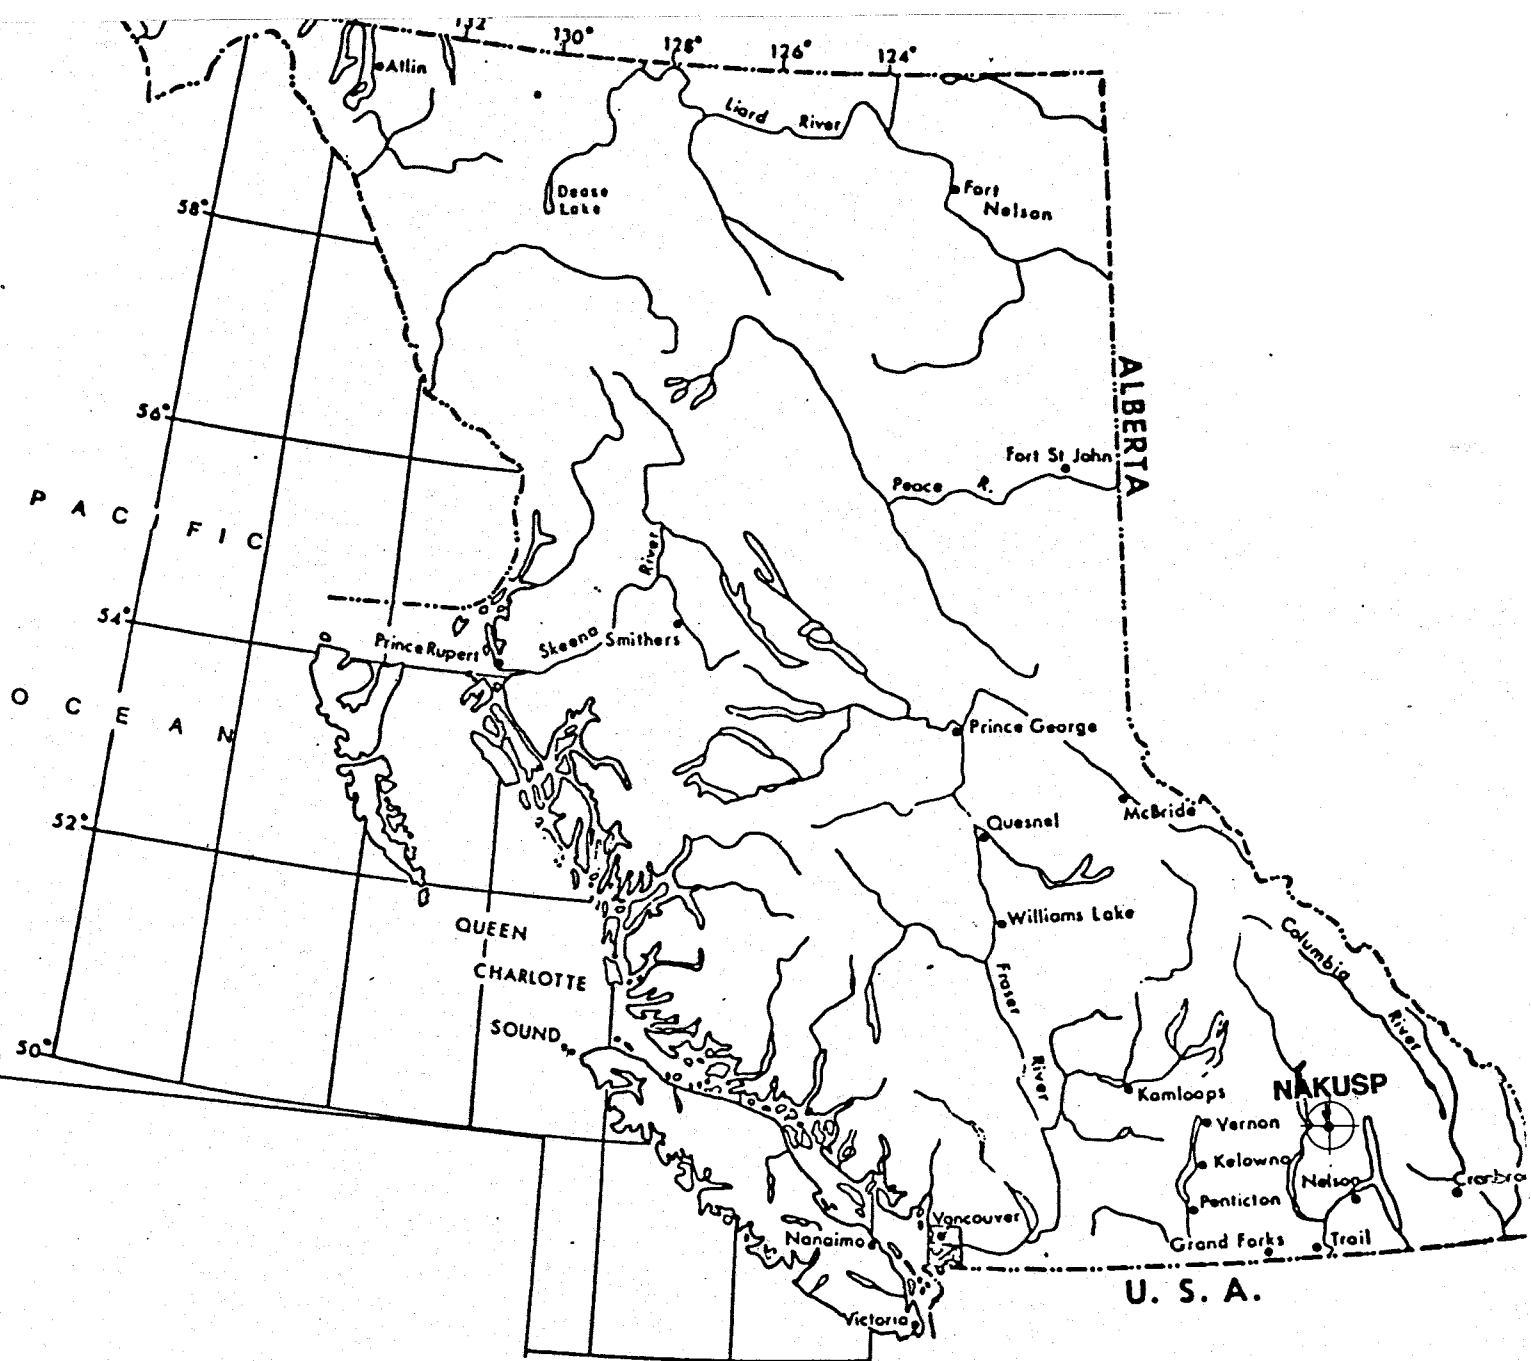 132°
130°
128°
126°
124°
Atlin
Liard River
Dease
Lake
Fort
Nelson
58°
ALBERTA
56°
Fort St John
Peace R.
PACIFIC
River
54°
Prince Rupert
Skeena
Smithers
OCEAN
Prince George
McBride
52°
Quesnel
Williams Lake
QUEEN
CHARLOTTE
SOUND
Columbia
River
Fraser
River
50°
NAKUSP
Kamloops
Vernon
Kelowna
Nelson
Penticton
Vancouver
Grand Forks
Trail
Nanaimo
Victoria
U. S. A.